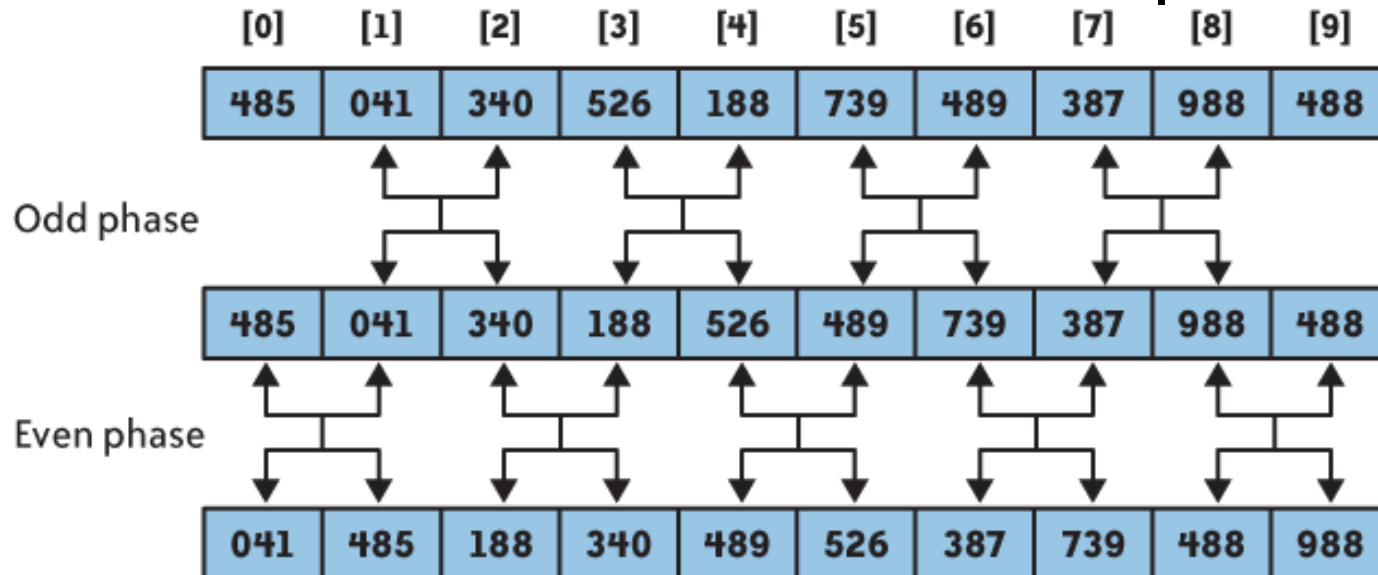 [0] [1] [2] [3] [4] [5] [6] [7] [8] [9]
485 041 340 526 188 739 489 387 988 488
Odd phase
485 041 340 188 526 489 739 387 988 488
Even phase
041 485 188 340 489 526 387 739 488 988